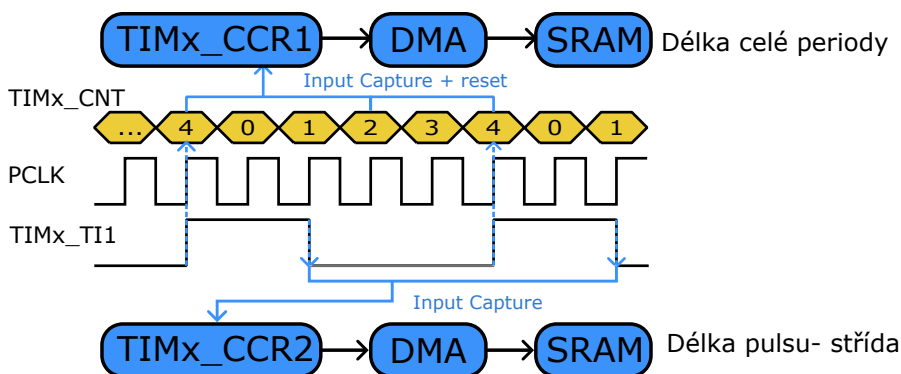 TIMx_CCR1 DMA SRAM Délka celé periody
Input Capture + reset
TIMx_CNT
... 4 0 1 2 3 4 0 1
PCLK
TIMx_TI1
Input Capture
TIMx_CCR2 DMA SRAM Délka pulsu- střída